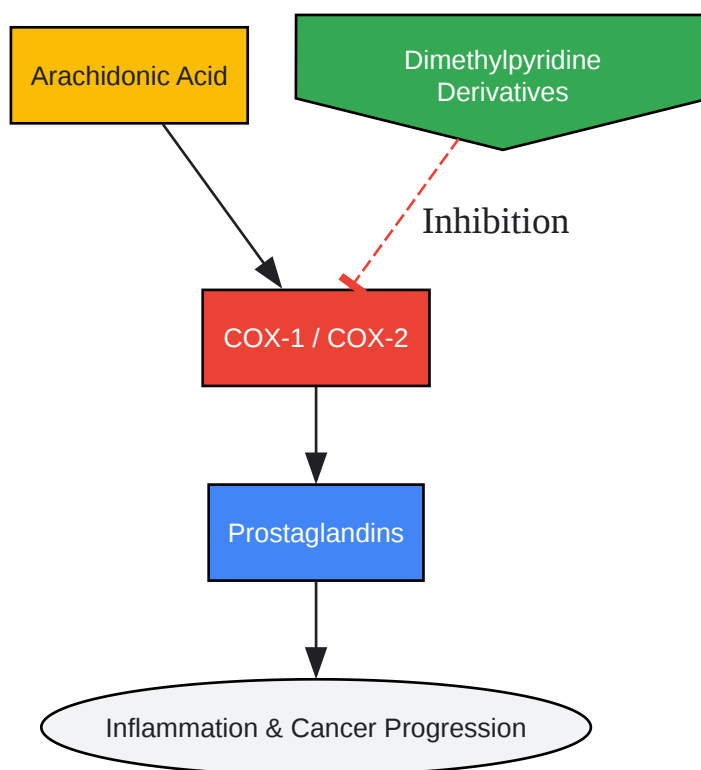 Arachidonic Acid
Dimethylpyridine
Derivatives
Inhibition
COX-1 / COX-2
Prostaglandins
Inflammation & Cancer Progression